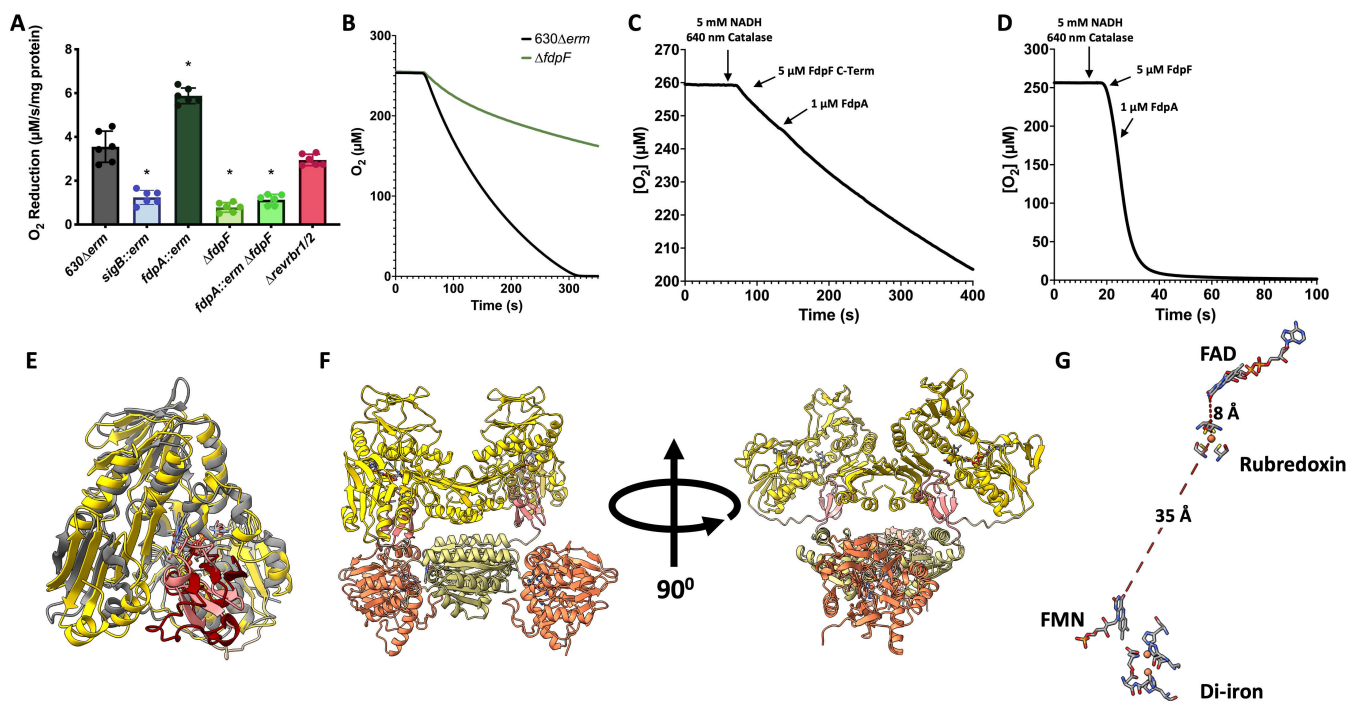 A
O₂ Reduction (μM/s/mg protein)
8
6
4
2
0
*
*
*
*
630Δerm
sigB::erm
fdpA::erm
ΔfdpF
fdpA::erm ΔfdpF
Δrevrbr1/2
B
O₂ (μM)
300
200
100
0
630Δerm
ΔfdpF
0
100
200
300
Time (s)
C
5 mM NADH
640 nm Catalase
5 μM FdpF C-Term
1 μM FdpA
[O₂] (μM)
280
270
260
250
240
230
220
210
200
0
100
200
300
400
Time (s)
D
5 mM NADH
640 nm Catalase
5 μM FdpF
1 μM FdpA
[O₂] (μM)
300
250
200
150
100
50
0
0
20
40
60
80
100
Time (s)
E
F
90⁰
G
FAD
8 Å
Rubredoxin
35 Å
FMN
Di-iron